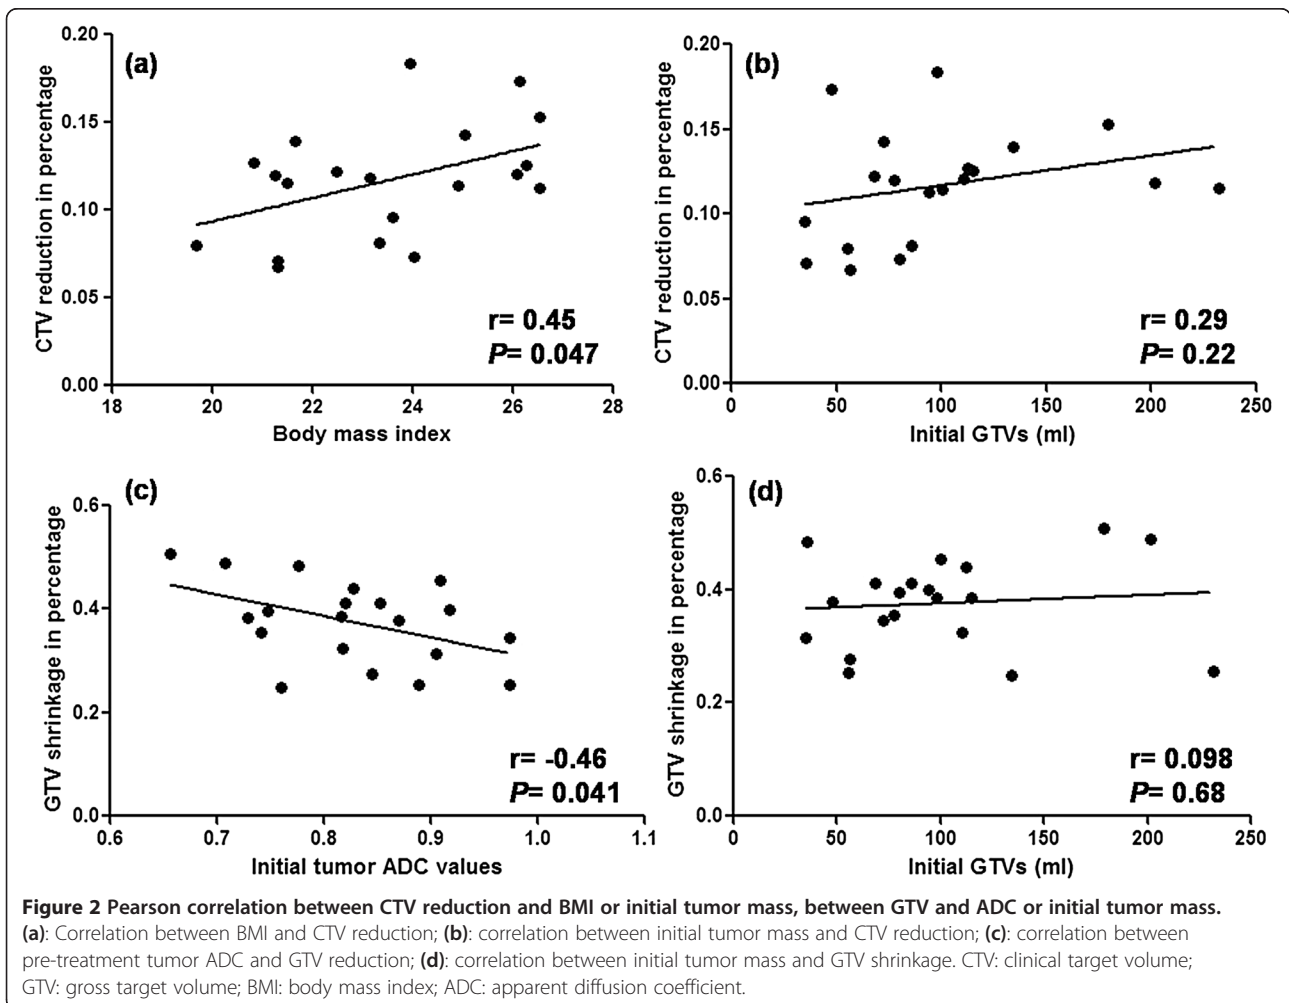 (a)
CTV reduction in percentage
0.20
0.15
0.10
0.05
0.00
18 20 22 24 26 28
Body mass index
r= 0.45
P= 0.047
(b)
CTV reduction in percentage
0.20
0.15
0.10
0.05
0.00
0 50 100 150 200 250
Initial GTVs (ml)
r= 0.29
P= 0.22
(c)
GTV shrinkage in percentage
0.6
0.4
0.2
0.0
0.6 0.7 0.8 0.9 1.0 1.1
Initial tumor ADC values
r= -0.46
P= 0.041
(d)
GTV shrinkage in percentage
0.6
0.4
0.2
0.0
0 50 100 150 200 250
Initial GTVs (ml)
r= 0.098
P= 0.68
Figure 2 Pearson correlation between CTV reduction and BMI or initial tumor mass, between GTV and ADC or initial tumor mass.
(a): Correlation between BMI and CTV reduction; (b): correlation between initial tumor mass and CTV reduction; (c): correlation between
pre-treatment tumor ADC and GTV reduction; (d): correlation between initial tumor mass and GTV shrinkage. CTV: clinical target volume;
GTV: gross target volume; BMI: body mass index; ADC: apparent diffusion coefficient.